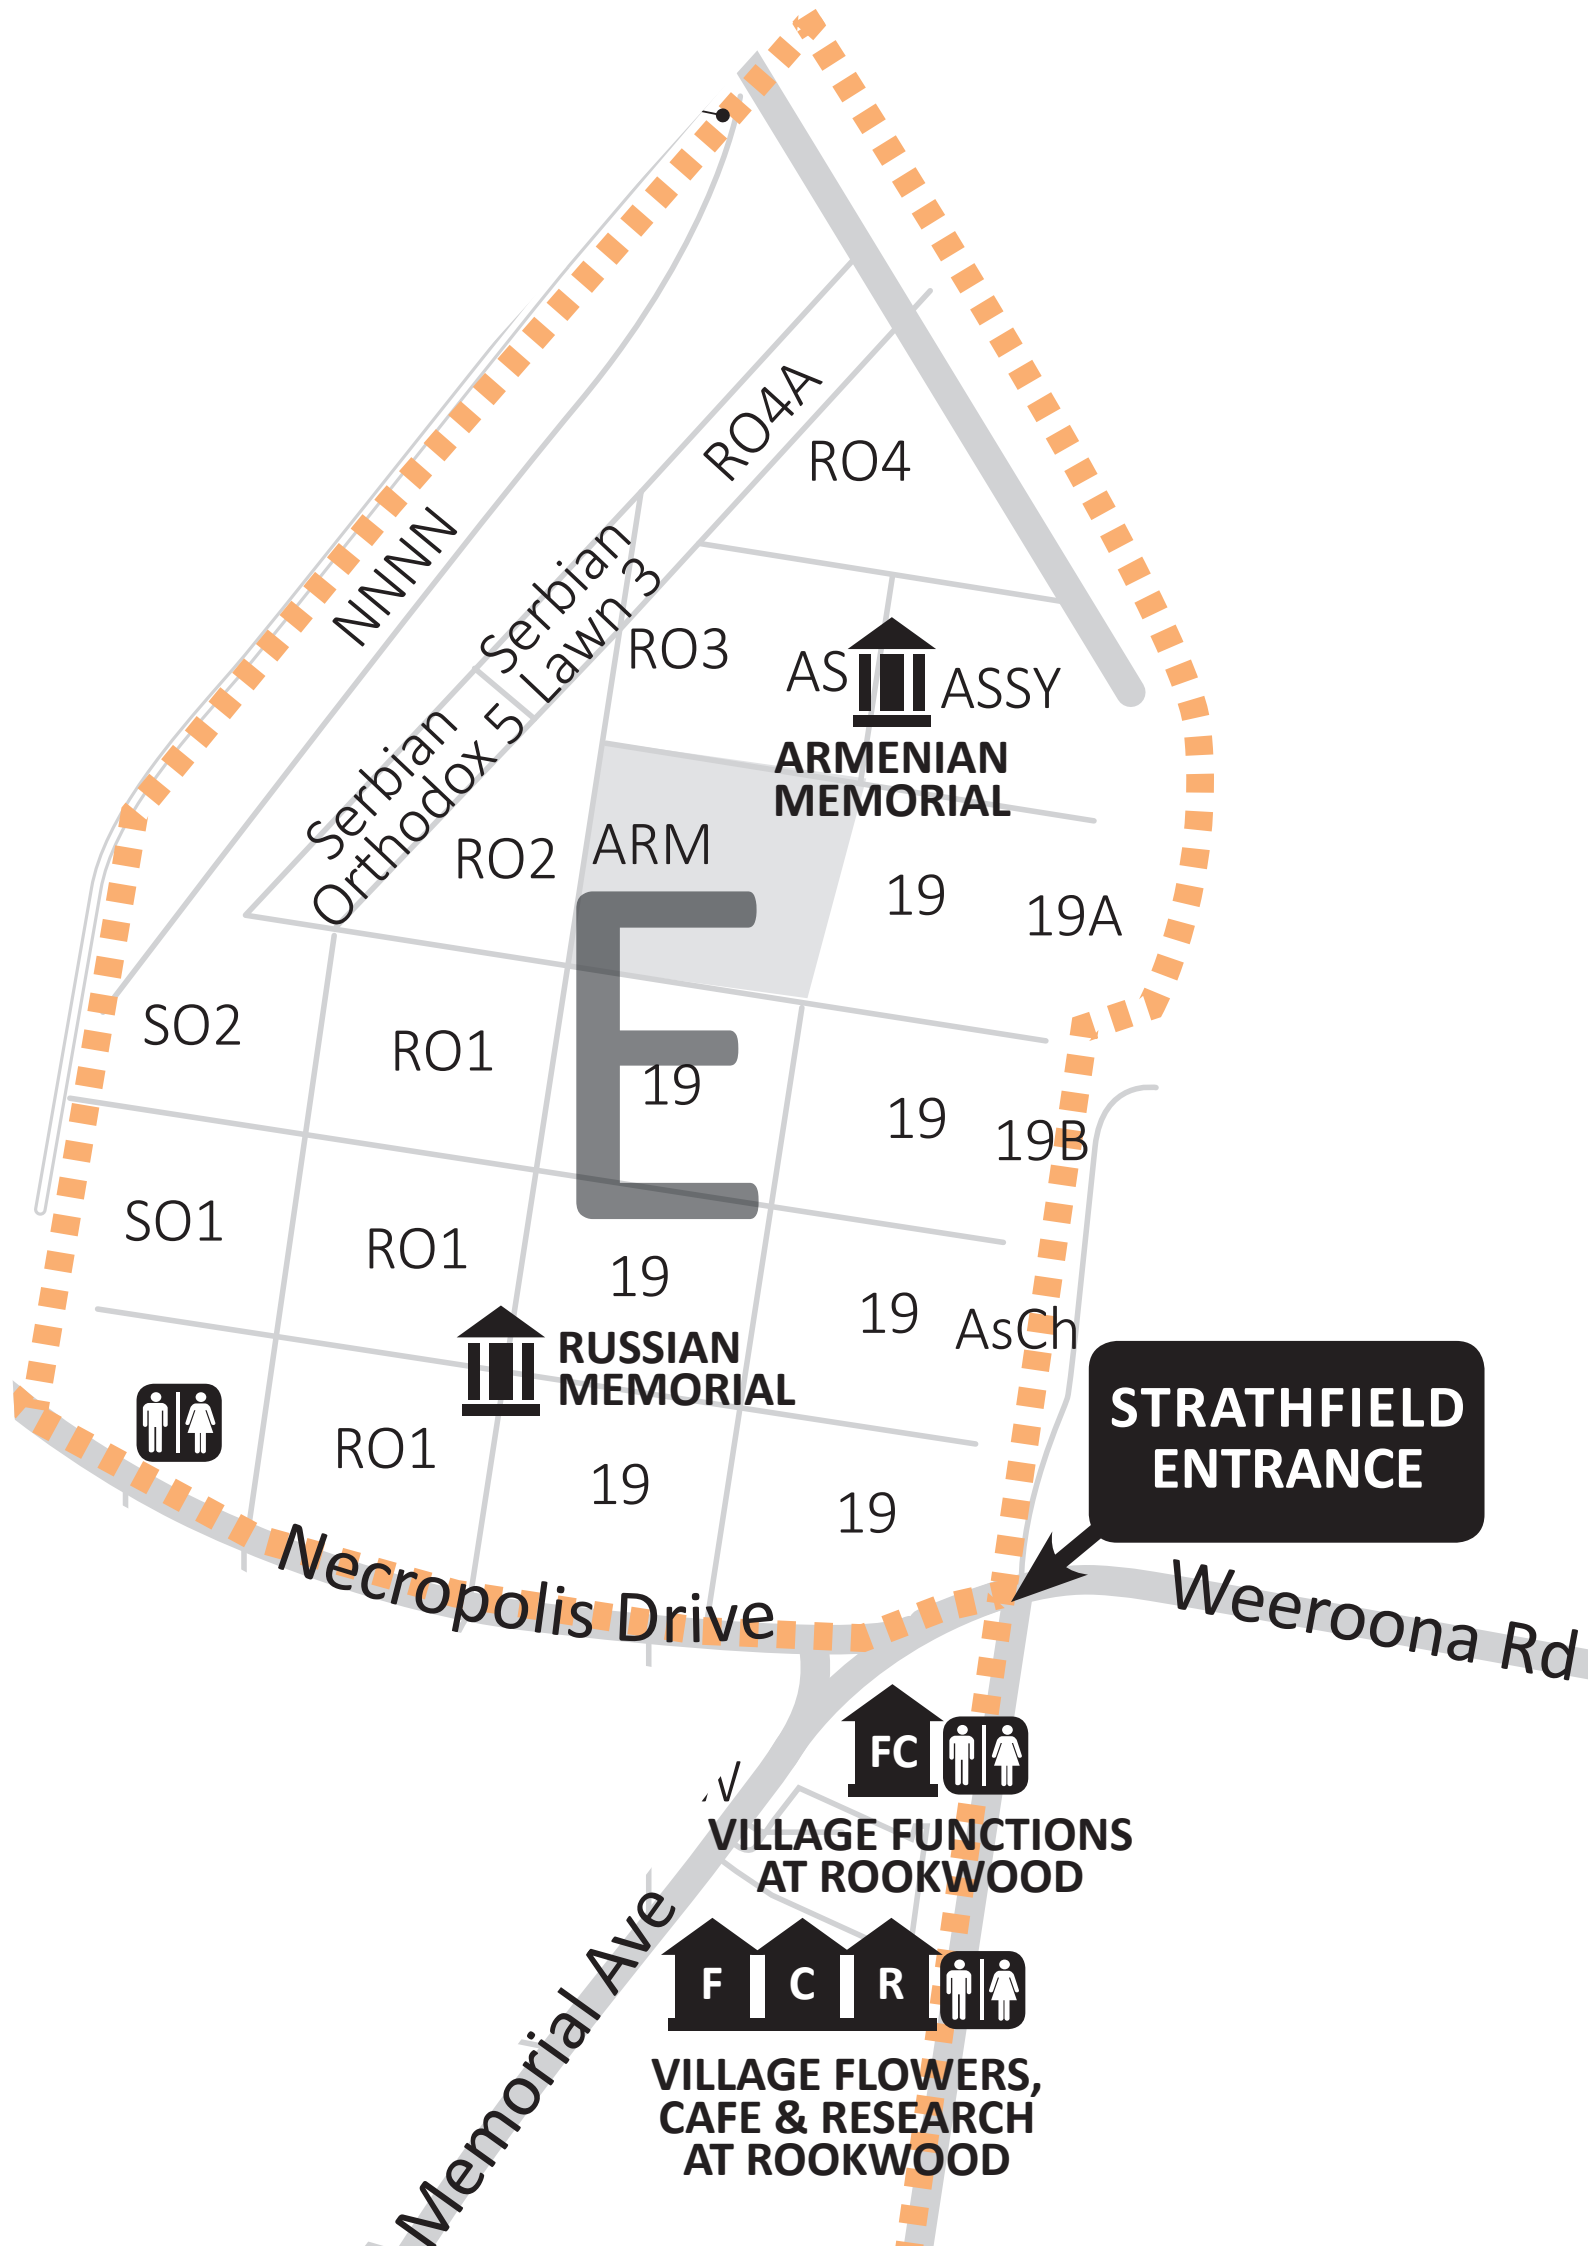 RO4A
RO4
NNNN
Serbian
Lawn 3
RO3
AS
ASSY
ARMENIAN
MEMORIAL
Serbian
Orthodox 5
RO2
ARM
19
19A
E
SO2
RO1
19
19
19B
SO1
RO1
19
19
AsCh
RUSSIAN
MEMORIAL
STRATHFIELD
ENTRANCE
RO1
19
19
Necropolis Drive
Weeroona Rd
FC
VILLAGE FUNCTIONS
AT ROOKWOOD
Memorial Ave
F C R
VILLAGE FLOWERS,
CAFE & RESEARCH
AT ROOKWOOD